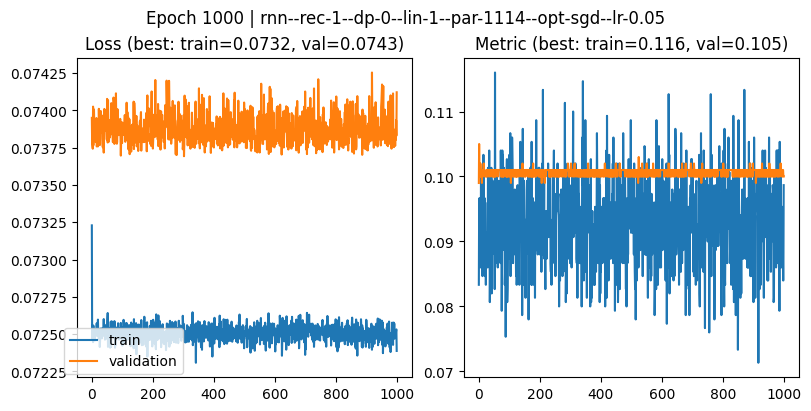 Epoch 1000 | rnn--rec-1--dp-0--lin-1--par-1114--opt-sgd--lr-0.05
Loss (best: train=0.0732, val=0.0743)
0.07425
0.07400
0.07375
0.07350
0.07325
0.07300
0.07275
0.07250
0.07225
train
validation
0 200 400 600 800 1000
Metric (best: train=0.116, val=0.105)
0.11
0.10
0.09
0.08
0.07
0 200 400 600 800 1000